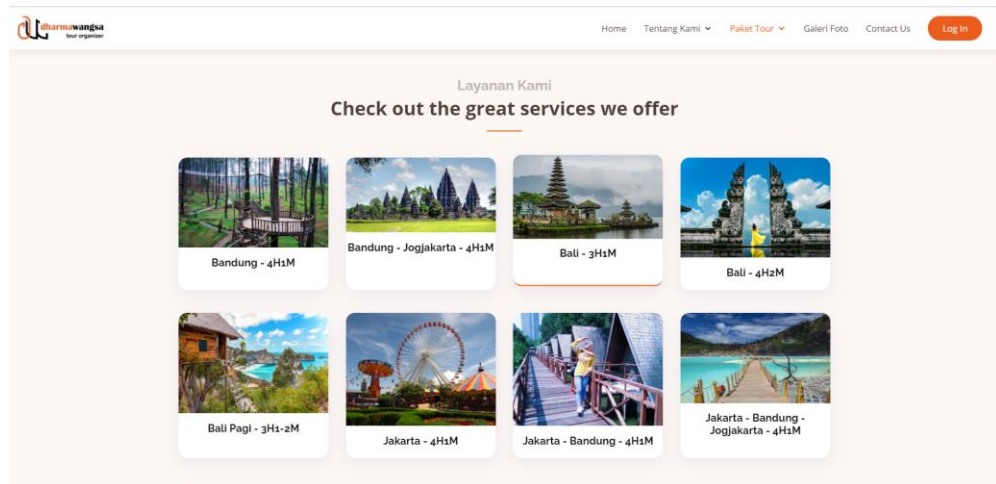 dharmawangsa
tour organizer
Home Tentang Kami Paket Tour Galeri Foto Contact Us Log In
Layanan Kami
Check out the great services we offer
Bandung - 4H1M
Bandung - Jogjakarta - 4H1M
Bali - 3H1M
Bali - 4H2M
Bali Pagi - 3H1-2M
Jakarta - 4H1M
Jakarta - Bandung - 4H1M
Jakarta - Bandung -
Jogjakarta - 4H1M